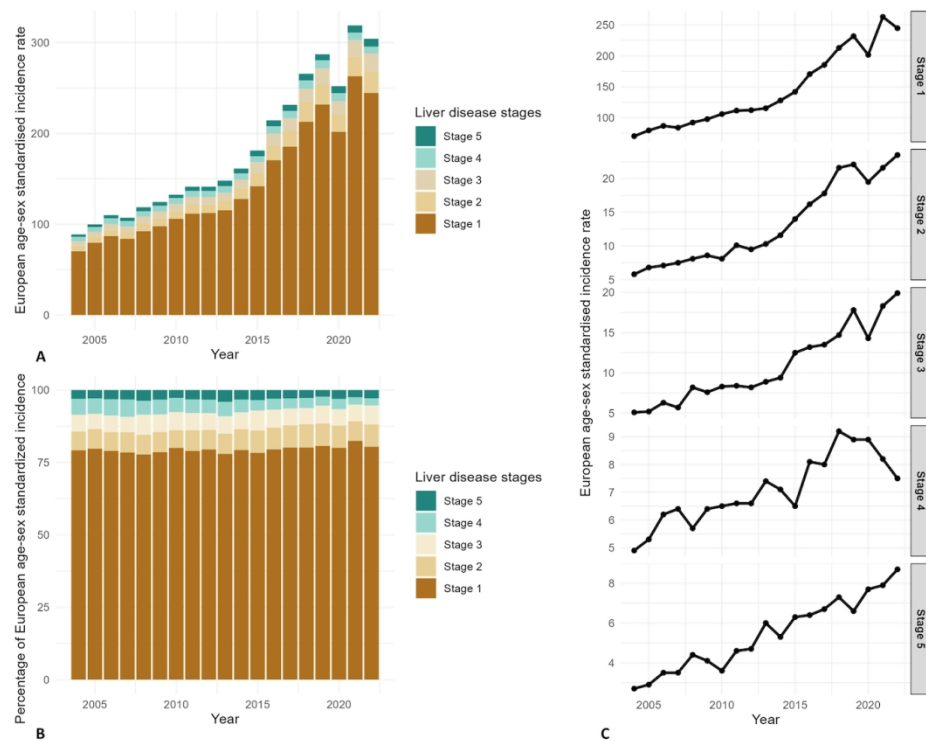 European age-sex standardised incidence rate
300
200
100
0
2005
2010
2015
2020
Year
A
Liver disease stages
Stage 5
Stage 4
Stage 3
Stage 2
Stage 1
Percentage of European age-sex standardized incidence
100
75
50
25
0
2005
2010
2015
2020
Year
B
Liver disease stages
Stage 5
Stage 4
Stage 3
Stage 2
Stage 1
European age-sex standardised incidence rate
250
200
150
100
Stage 1
20
15
10
5
Stage 2
20
15
10
5
Stage 3
9
8
7
6
5
Stage 4
8
6
4
Stage 5
2005
2010
2015
2020
Year
C